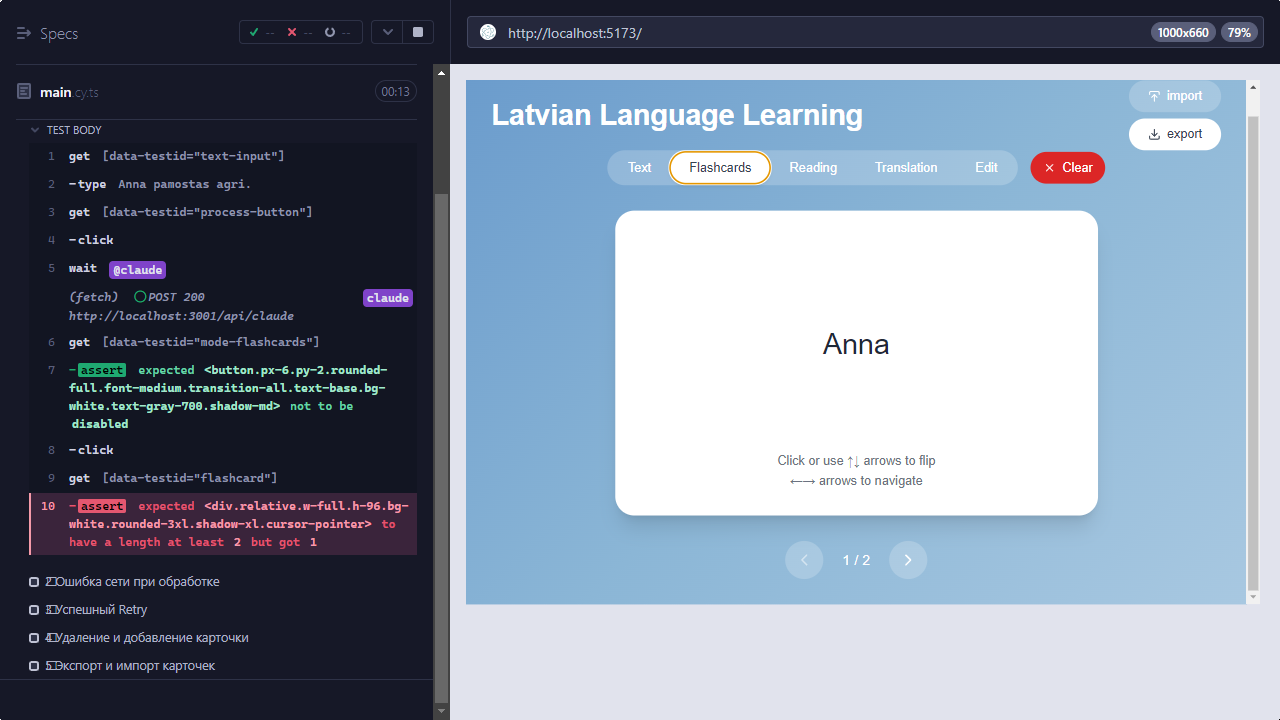 Specs
-- -- --
main.cy.ts
00:13
TEST BODY
1 get [data-testid="text-input"]
2 -type Anna pamostas agri.
3 get [data-testid="process-button"]
4 -click
5 wait @claude
(fetch) POST 200 claude
http://localhost:3001/api/claude
6 get [data-testid="mode-flashcards"]
7 -assert expected <button.px-6.py-2.rounded-
full.font-medium.transition-all.text-base.bg-
white.text-gray-700.shadow-md> not to be
disabled
8 -click
9 get [data-testid="flashcard"]
10 -assert expected <div.relative.w-full.h-96.bg-
white.rounded-3xl.shadow-xl.cursor-pointer> to
have a length at least 2 but got 1
2 Ошибка сети при обработке
3 Успешный Retry
4 Удаление и добавление карточки
5 Экспорт и импорт карточек
http://localhost:5173/
1000x660
79%
Latvian Language Learning
import
export
Text
Flashcards
Reading
Translation
Edit
Clear
Anna
Click or use ↑↓ arrows to flip
←→ arrows to navigate
1 / 2